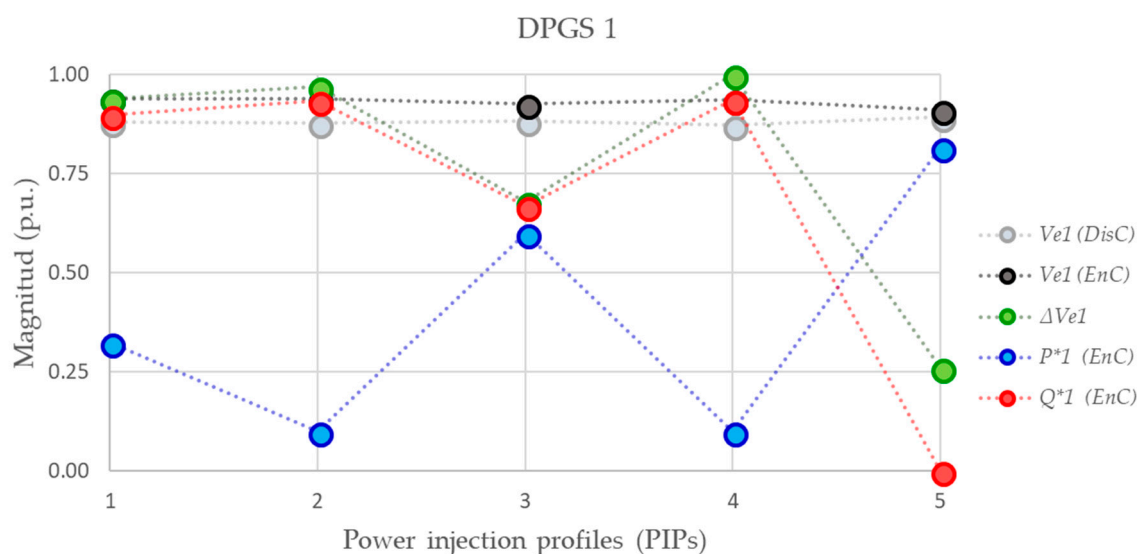 DPGS 1
Magnitud (p.u.)
1.00
0.75
0.50
0.25
0.00
1 2 3 4 5
Power injection profiles (PIPs)
Ve1 (DisC)
Ve1 (EnC)
ΔVe1
P*1 (EnC)
Q*1 (EnC)